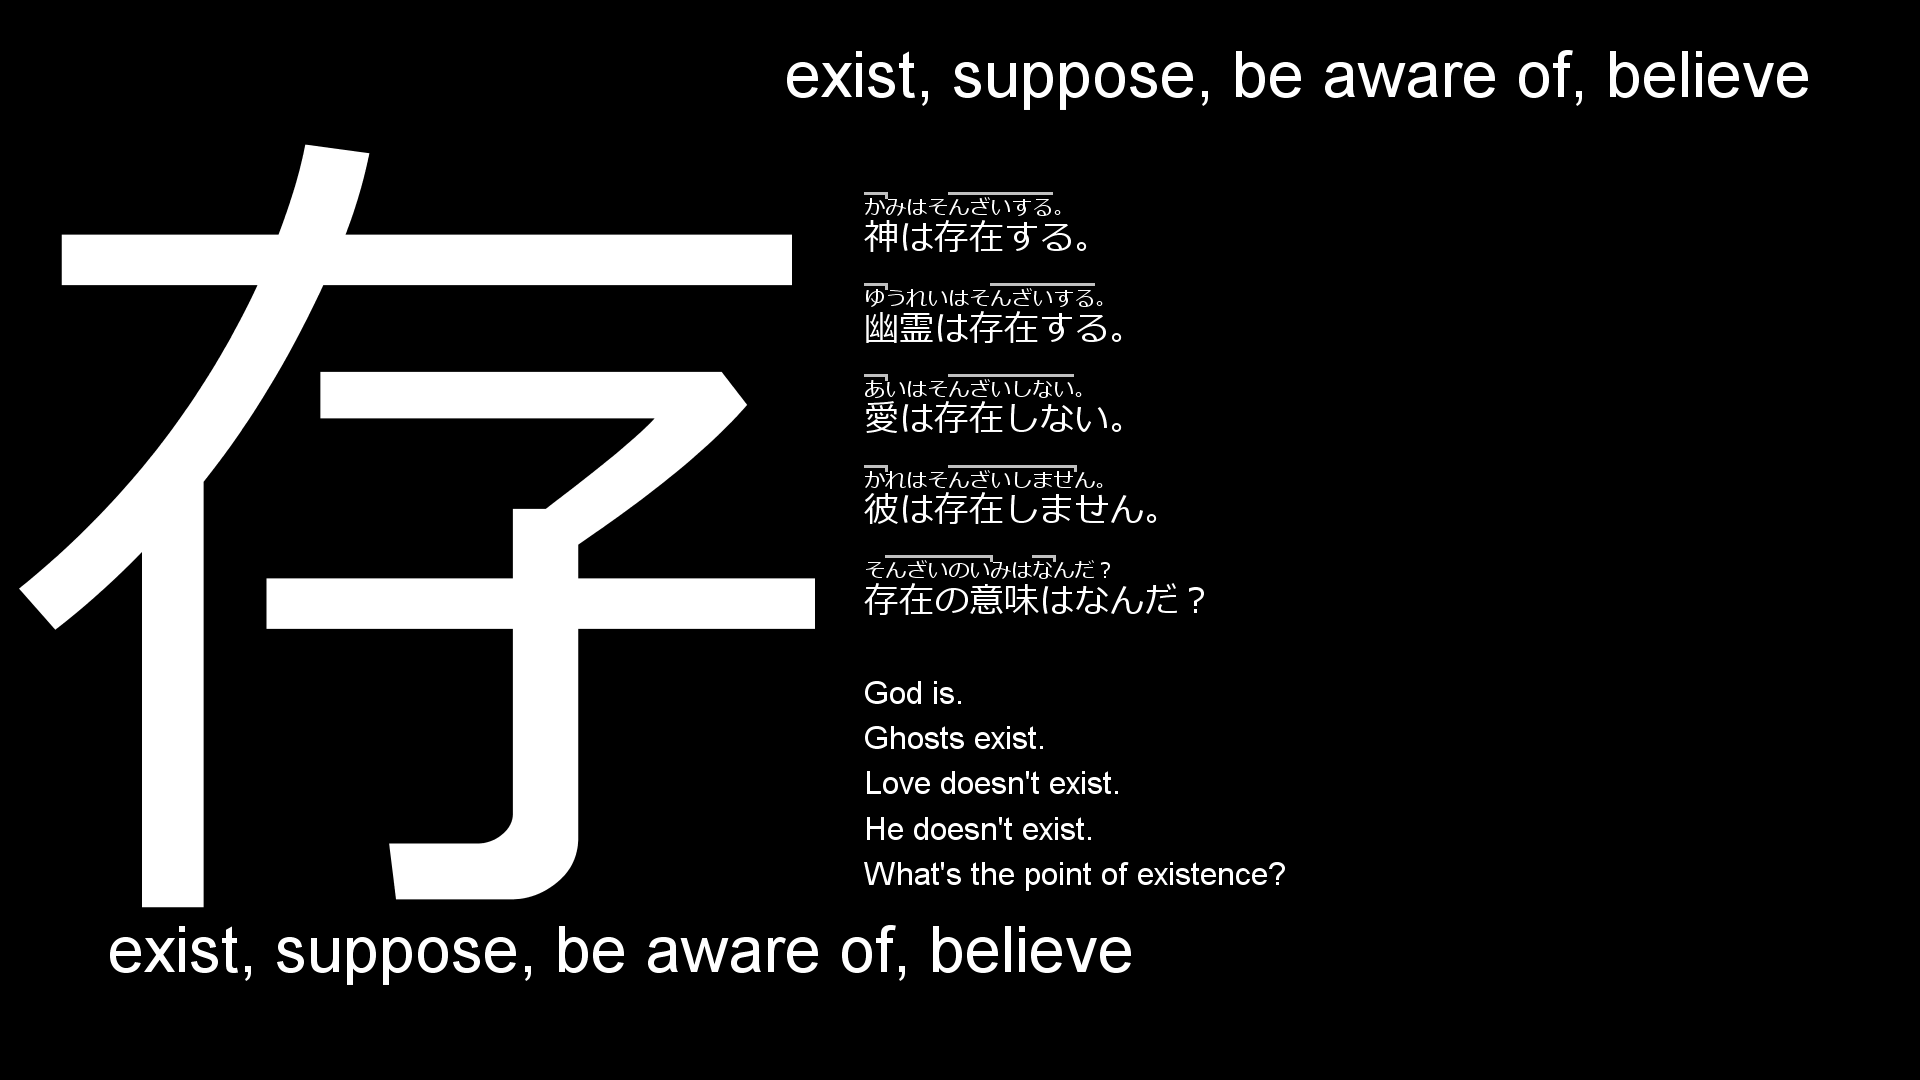 exist, suppose, be aware of, believe
存
かみはそんざいする。
神は存在する。
ゆうれいはそんざいする。
幽霊は存在する。
あいはそんざいしない。
愛は存在しない。
かれはそんざいしません。
彼は存在しません。
そんざいのいみはなんだ？
存在の意味はなんだ？
God is.
Ghosts exist.
Love doesn't exist.
He doesn't exist.
What's the point of existence?
exist, suppose, be aware of, believe